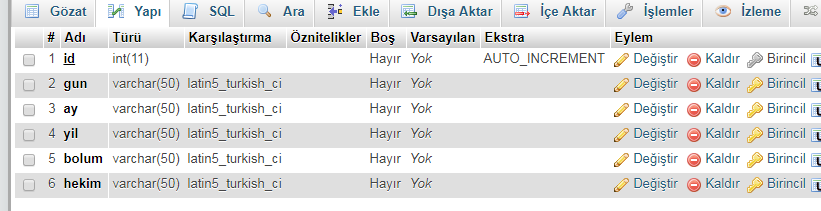 Gözat Yapı SQL Ara Ekle Dışa Aktar İçe Aktar İşlemler İzleme
# Adı Türü Karşılaştırma Öznitelikler Boş Varsayılan Ekstra Eylem
1 id int(11) Hayır Yok AUTO_INCREMENT Değiştir Kaldır Birincil
2 gun varchar(50) latin5_turkish_ci Hayır Yok Değiştir Kaldır Birincil
3 ay varchar(50) latin5_turkish_ci Hayır Yok Değiştir Kaldır Birincil
4 yil varchar(50) latin5_turkish_ci Hayır Yok Değiştir Kaldır Birincil
5 bolum varchar(50) latin5_turkish_ci Hayır Yok Değiştir Kaldır Birincil
6 hekim varchar(50) latin5_turkish_ci Hayır Yok Değiştir Kaldır Birincil